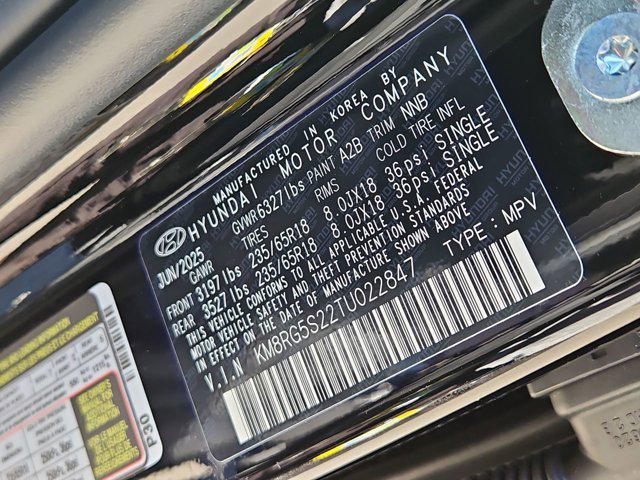 MANUFACTURED IN KOREA BY
HYUNDAI MOTOR COMPANY
JUN/2025 GVWR 6327lbs PAINT A2B TRIM NNB
GAWR TIRES RIMS COLD TIRE INFL
FRONT 3197lbs 235/65R18 8.0JX18 36psi SINGLE
REAR 3527lbs 235/65R18 8.0JX18 36psi SINGLE
THIS VEHICLE CONFORMS TO ALL APPLICABLE U.S. FEDERAL
MOTOR VEHICLE SAFETY AND THEFT PREVENTION STANDARDS
IN EFFECT ON THE DATE OF MANUFACTURE SHOWN ABOVE
V.I.N KM8RG5S22TU022847 TYPE: MPV
P30